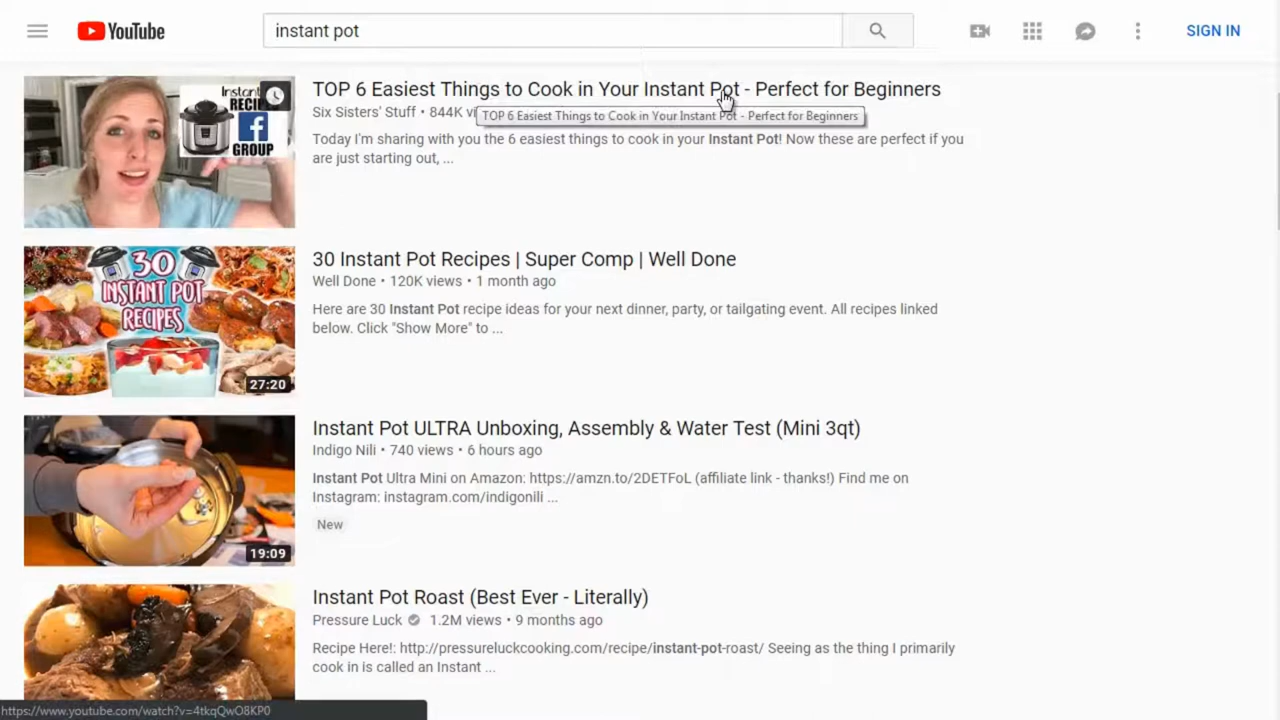 YouTube
instant pot
SIGN IN
Instant
RECIP
GROUP
TOP 6 Easiest Things to Cook in Your Instant Pot - Perfect for Beginners
Six Sisters' Stuff • 844K vi
TOP 6 Easiest Things to Cook in Your Instant Pot - Perfect for Beginners
Today I'm sharing with you the 6 easiest things to cook in your Instant Pot! Now these are perfect if you
are just starting out, ...
30
INSTANT POT
RECIPES
27:20
30 Instant Pot Recipes | Super Comp | Well Done
Well Done • 120K views • 1 month ago
Here are 30 Instant Pot recipe ideas for your next dinner, party, or tailgating event. All recipes linked
below. Click "Show More" to ...
19:09
Instant Pot ULTRA Unboxing, Assembly & Water Test (Mini 3qt)
Indigo Nili • 740 views • 6 hours ago
Instant Pot Ultra Mini on Amazon: https://amzn.to/2DETFoL (affiliate link - thanks!) Find me on
Instagram: instagram.com/indigonili ...
New
Instant Pot Roast (Best Ever - Literally)
Pressure Luck 1.2M views • 9 months ago
Recipe Here!: http://pressureluckcooking.com/recipe/instant-pot-roast/ Seeing as the thing I primarily
cook in is called an Instant ...
https://www.youtube.com/watch?v=4tkqQwO8KP0